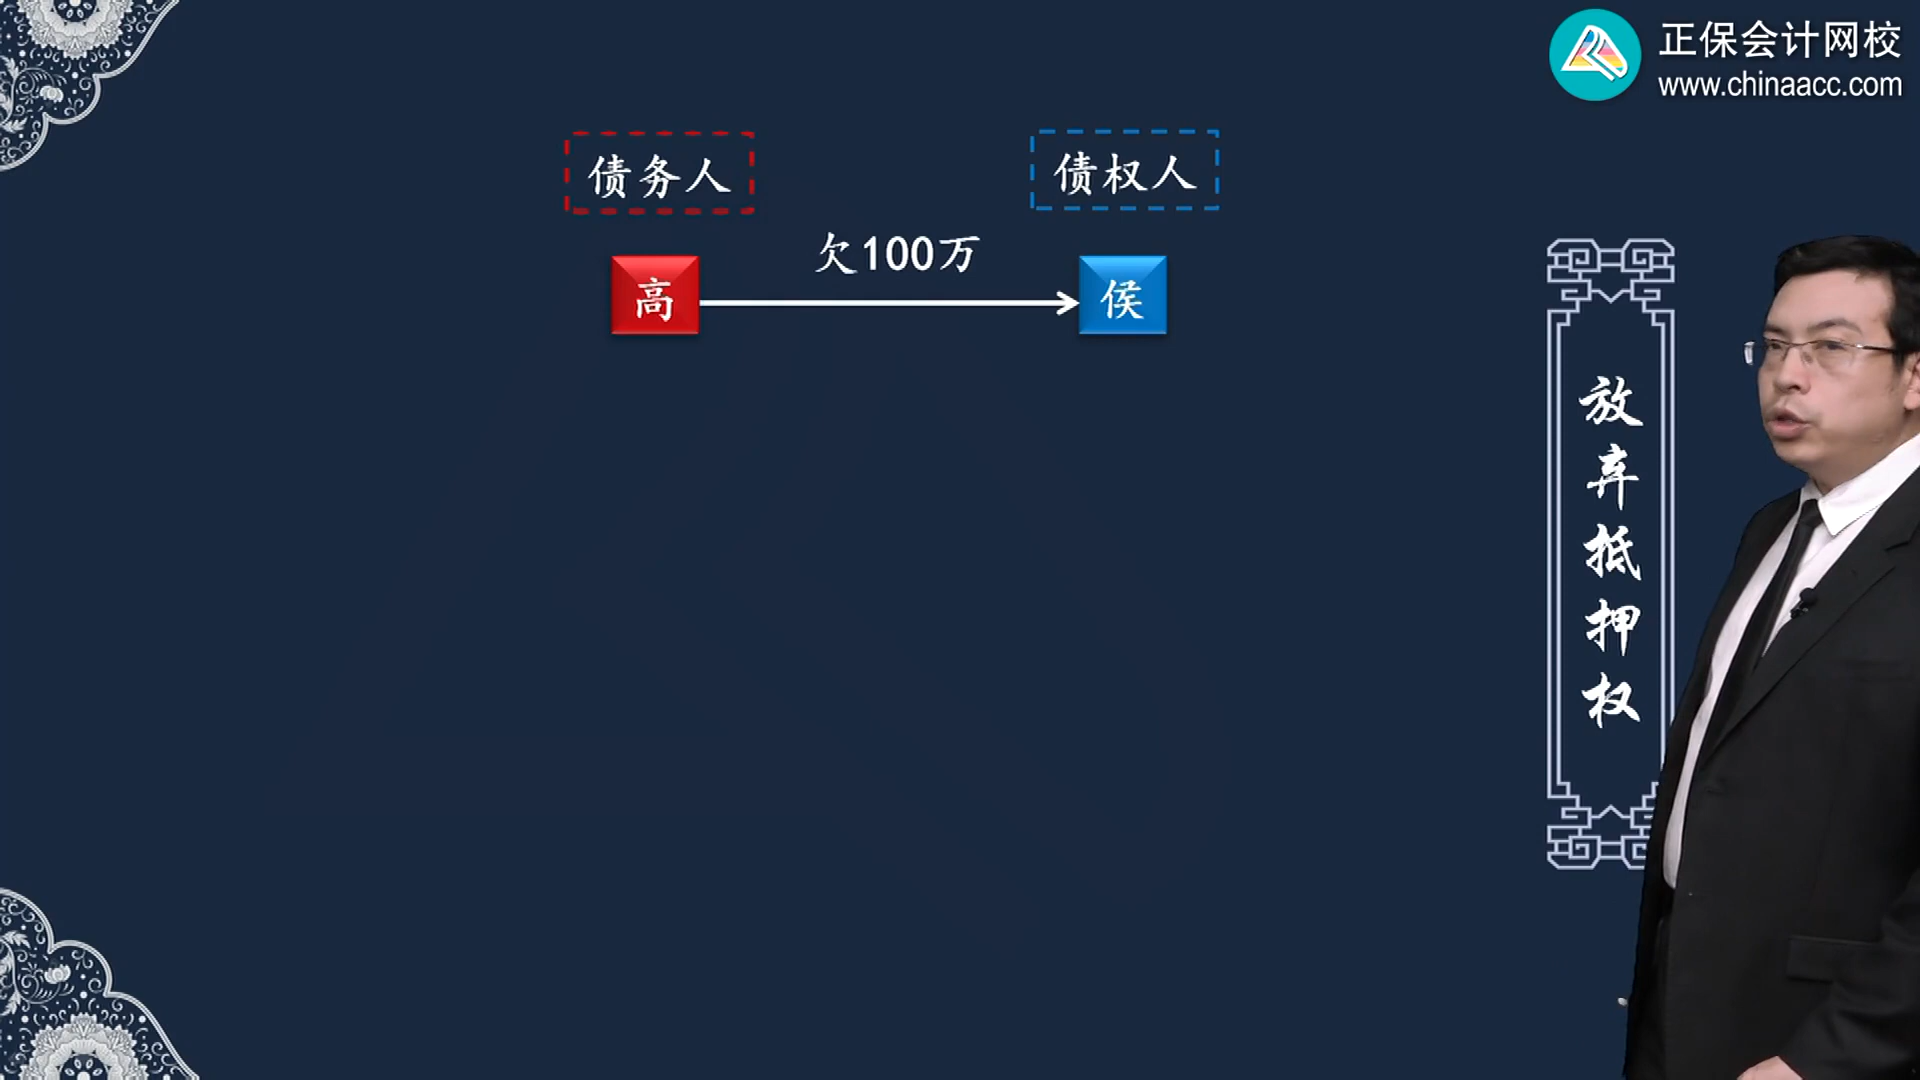 正保会计网校
www.chinaacc.com
债务人
债权人
欠100万
高
侯
放弃抵押权